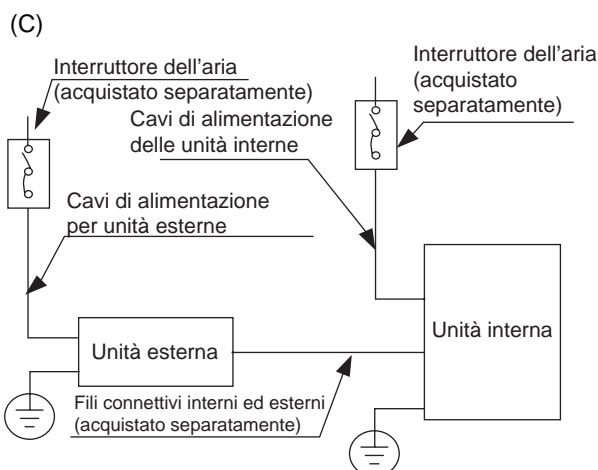 (C)
Interruttore dell'aria
(acquistato separatamente)
Interruttore dell'aria
(acquistato
separatamente)
Cavi di alimentazione
delle unità interne
Cavi di alimentazione
per unità esterne
Unità esterna
Unità interna
Fili connettivi interni ed esterni
(acquistato separatamente)